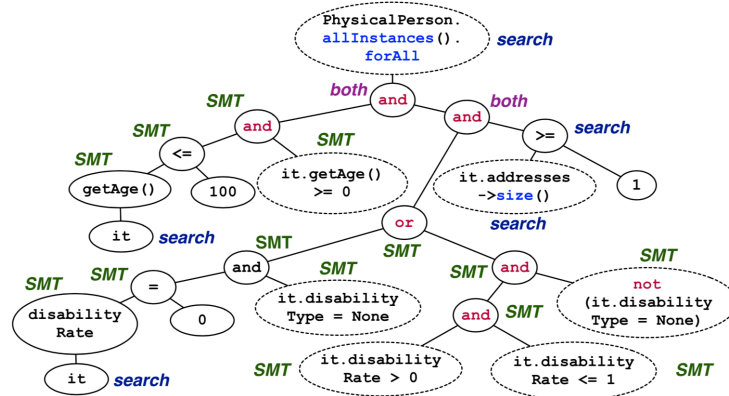 PhysicalPerson.
allInstances().
forAll
search
both
and
both
and
SMT
and
SMT
<=
SMT
>=
search
SMT
getAge()
100
it.getAge()
>= 0
it.addresses
->size()
1
it
search
search
or
SMT
SMT
and
SMT
and
SMT
SMT
=
SMT
it.disability
Type = None
not
(it.disability
Type = None)
SMT
disability
Rate
0
and
SMT
it
search
SMT
it.disability
Rate > 0
it.disability
Rate <= 1
SMT